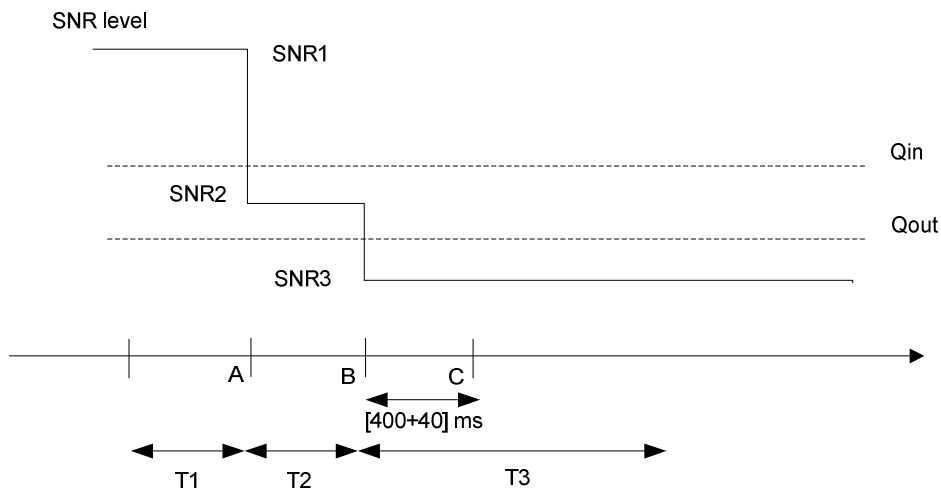 SNR level
SNR1
Qin
SNR2
Qout
SNR3
A
B
C
[400+40] ms
T1
T2
T3